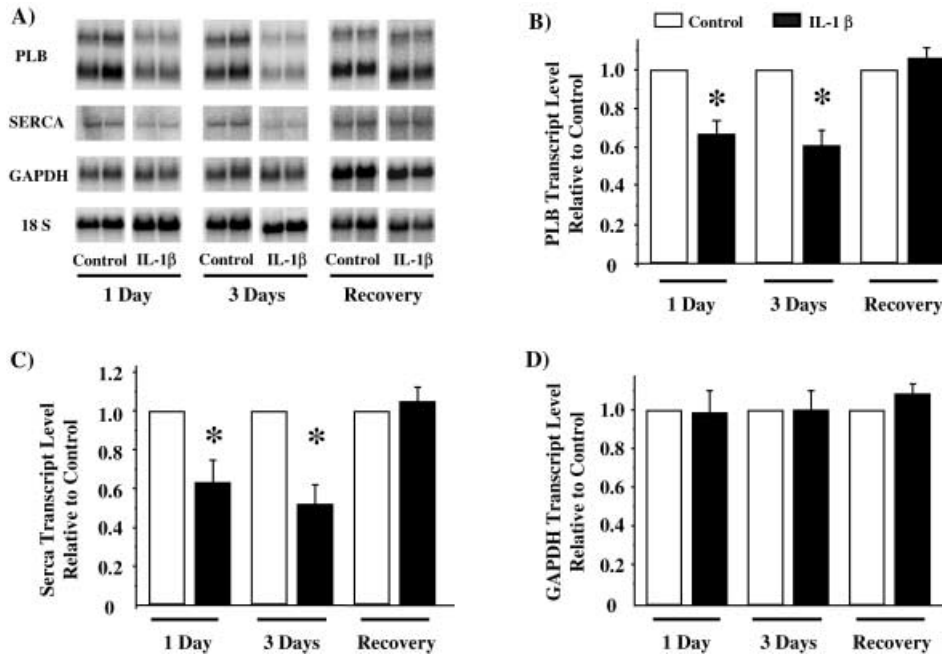 A)
PLB
SERCA
GAPDH
18 S
Control IL-1β Control IL-1β Control IL-1β
1 Day 3 Days Recovery
B)
Control IL-1 β
PLB Transcript Level
Relative to Control
1.0
0.8
0.6
0.4
0.2
0
* *
1 Day 3 Days Recovery
C)
Serca Transcript Level
Relative to Control
1.2
1.0
0.8
0.6
0.4
0.2
0
* *
1 Day 3 Days Recovery
D)
GAPDH Transcript Level
Relative to Control
1.0
0.8
0.6
0.4
0.2
0
1 Day 3 Days Recovery